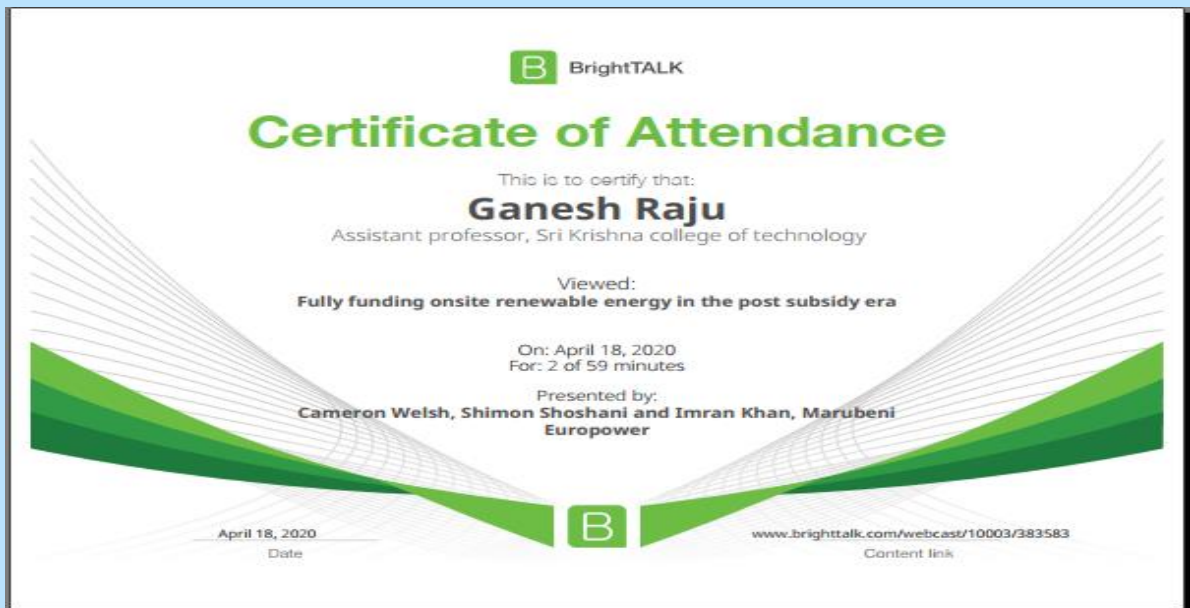 B BrightTALK
Certificate of Attendance
This is to certify that:
Ganesh Raju
Assistant professor, Sri Krishna college of technology
Viewed:
Fully funding onsite renewable energy in the post subsidy era
On: April 18, 2020
For: 2 of 59 minutes
Presented by:
Cameron Welsh, Shimon Shoshani and Imran Khan, Marubeni
Europower
B
April 18, 2020
Date
www.brighttalk.com/webcast/10003/383583
Content link